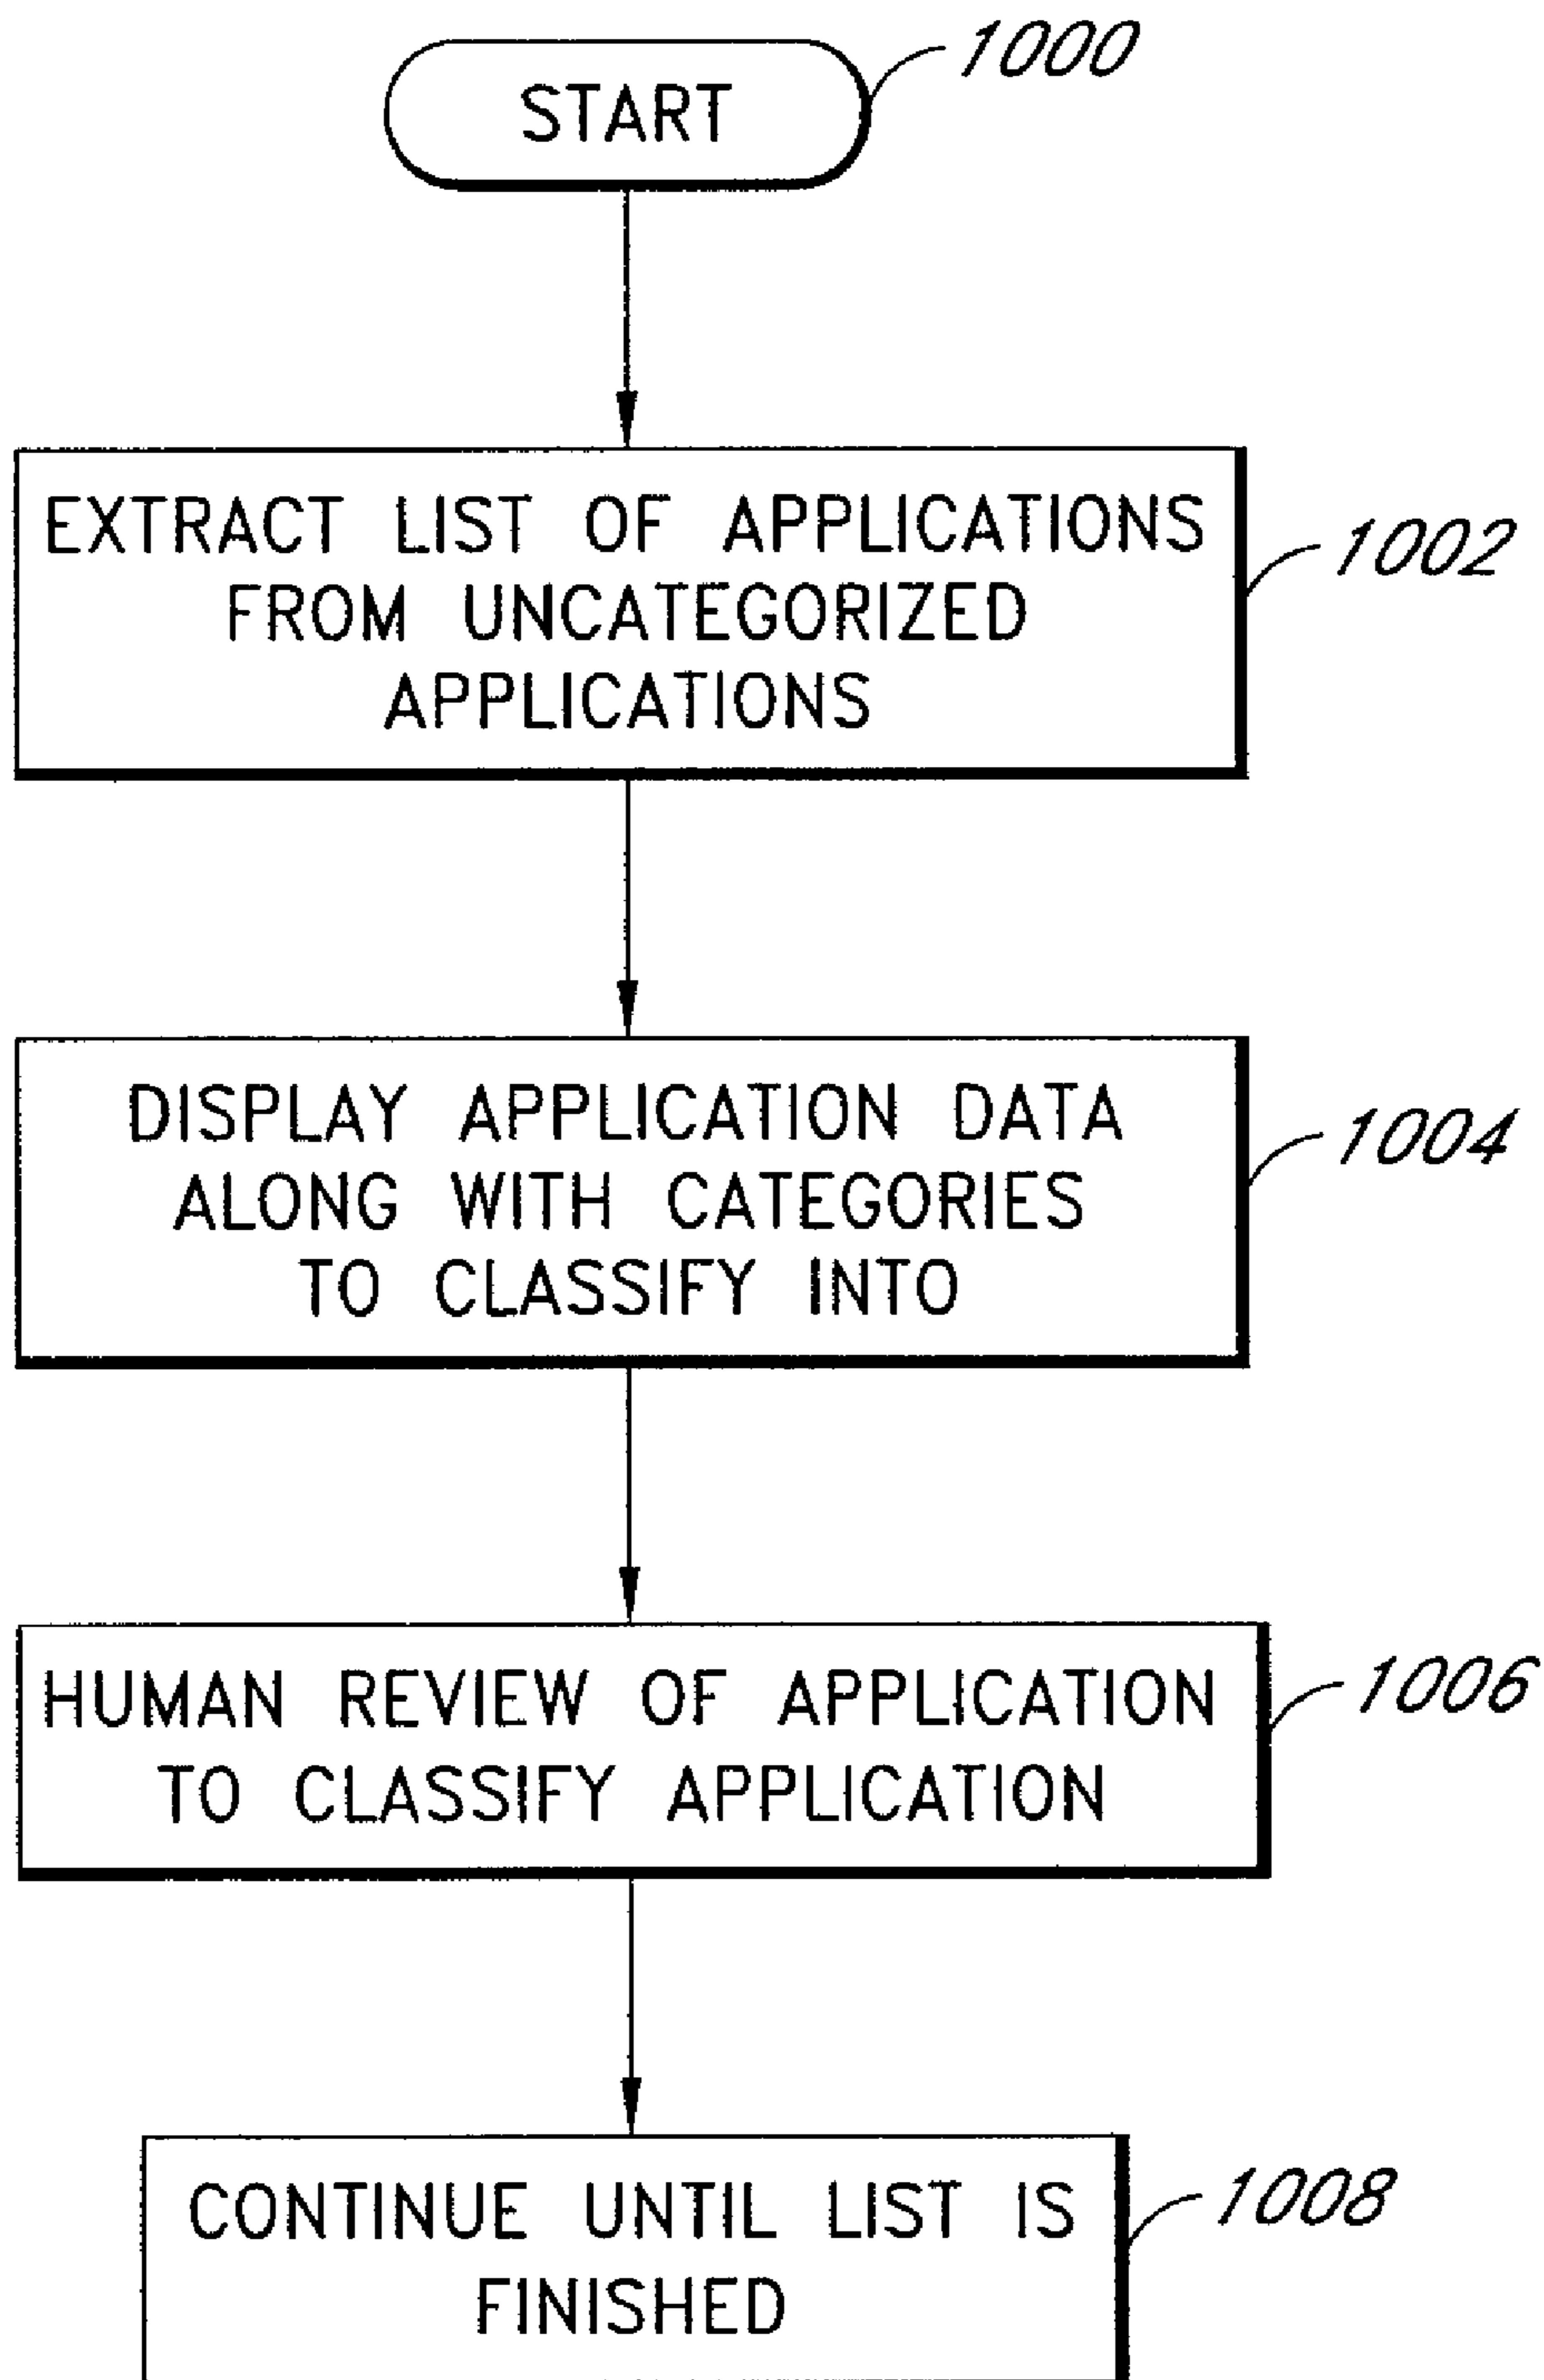 START
1000
EXTRACT LIST OF APPLICATIONS
FROM UNCATEGORIZED
APPLICATIONS
1002
DISPLAY APPLICATION DATA
ALONG WITH CATEGORIES
TO CLASSIFY INTO
1004
HUMAN REVIEW OF APPLICATION
TO CLASSIFY APPLICATION
1006
CONTINUE UNTIL LIST IS
FINISHED
1008